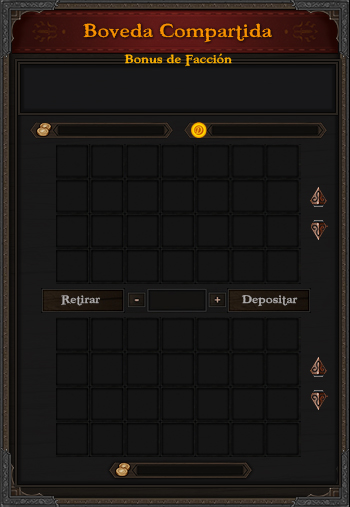 Boveda Compartida
Bonus de Facción
Retirar - + Depositar